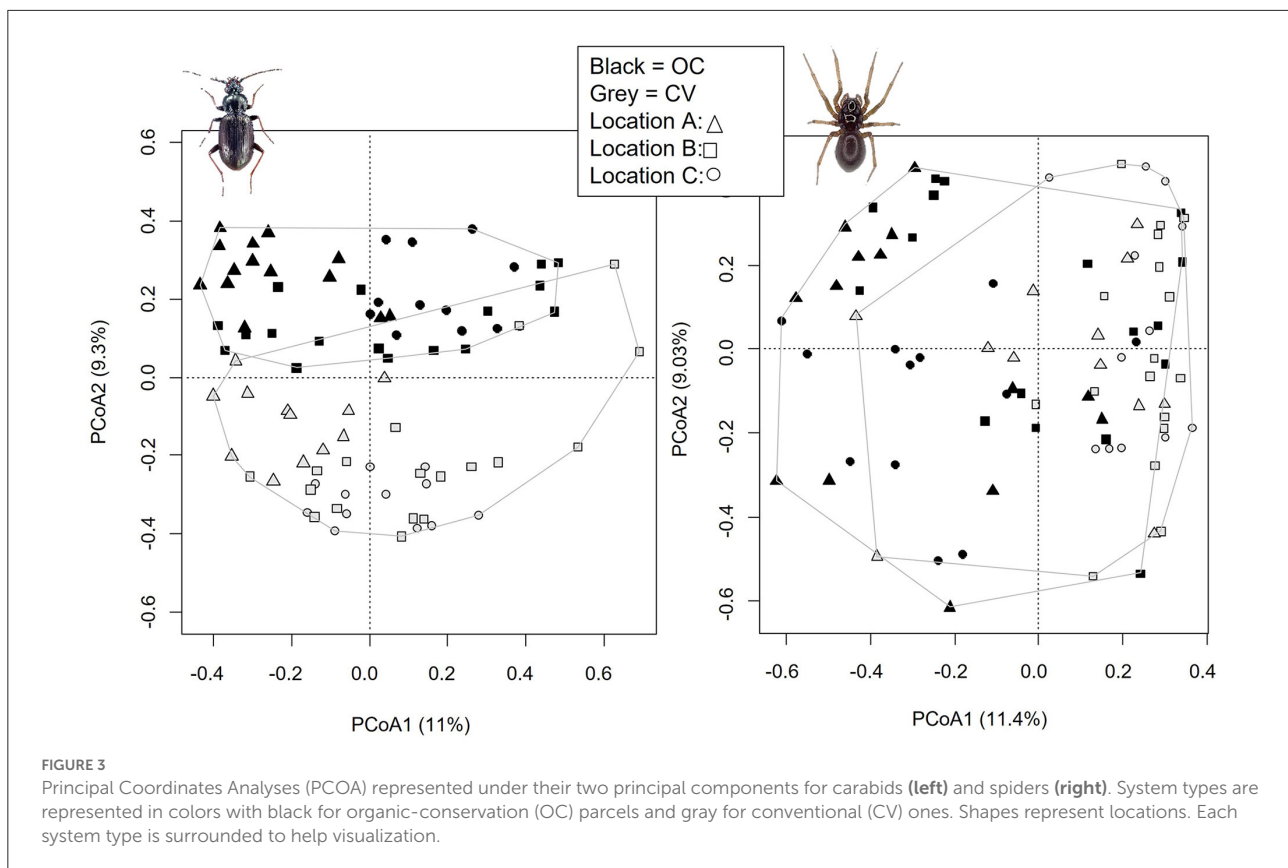 Black = OC
Grey = CV
Location A: △
Location B: □
Location C: ○
0.6
0.4
0.2
0.0
-0.2
-0.4
-0.6
PCoA2 (9.3%)
-0.4 -0.2 0.0 0.2 0.4 0.6
PCoA1 (11%)
0.2
0.0
-0.2
-0.4
-0.6
PCoA2 (9.03%)
-0.6 -0.4 -0.2 0.0 0.2 0.4
PCoA1 (11.4%)
FIGURE 3
Principal Coordinates Analyses (PCOA) represented under their two principal components for carabids (left) and spiders (right). System types are
represented in colors with black for organic-conservation (OC) parcels and gray for conventional (CV) ones. Shapes represent locations. Each
system type is surrounded to help visualization.